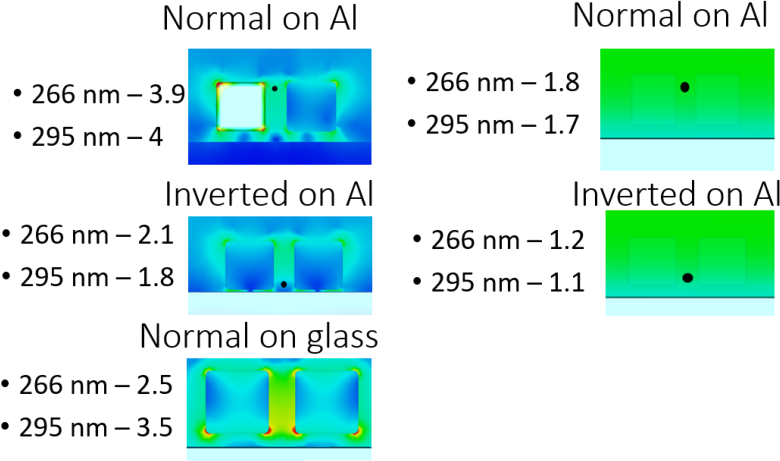 Normal on Al
• 266 nm – 3.9
• 295 nm – 4
Inverted on Al
• 266 nm – 2.1
• 295 nm – 1.8
Normal on glass
• 266 nm – 2.5
• 295 nm – 3.5
Normal on Al
• 266 nm – 1.8
• 295 nm – 1.7
Inverted on Al
• 266 nm – 1.2
• 295 nm – 1.1